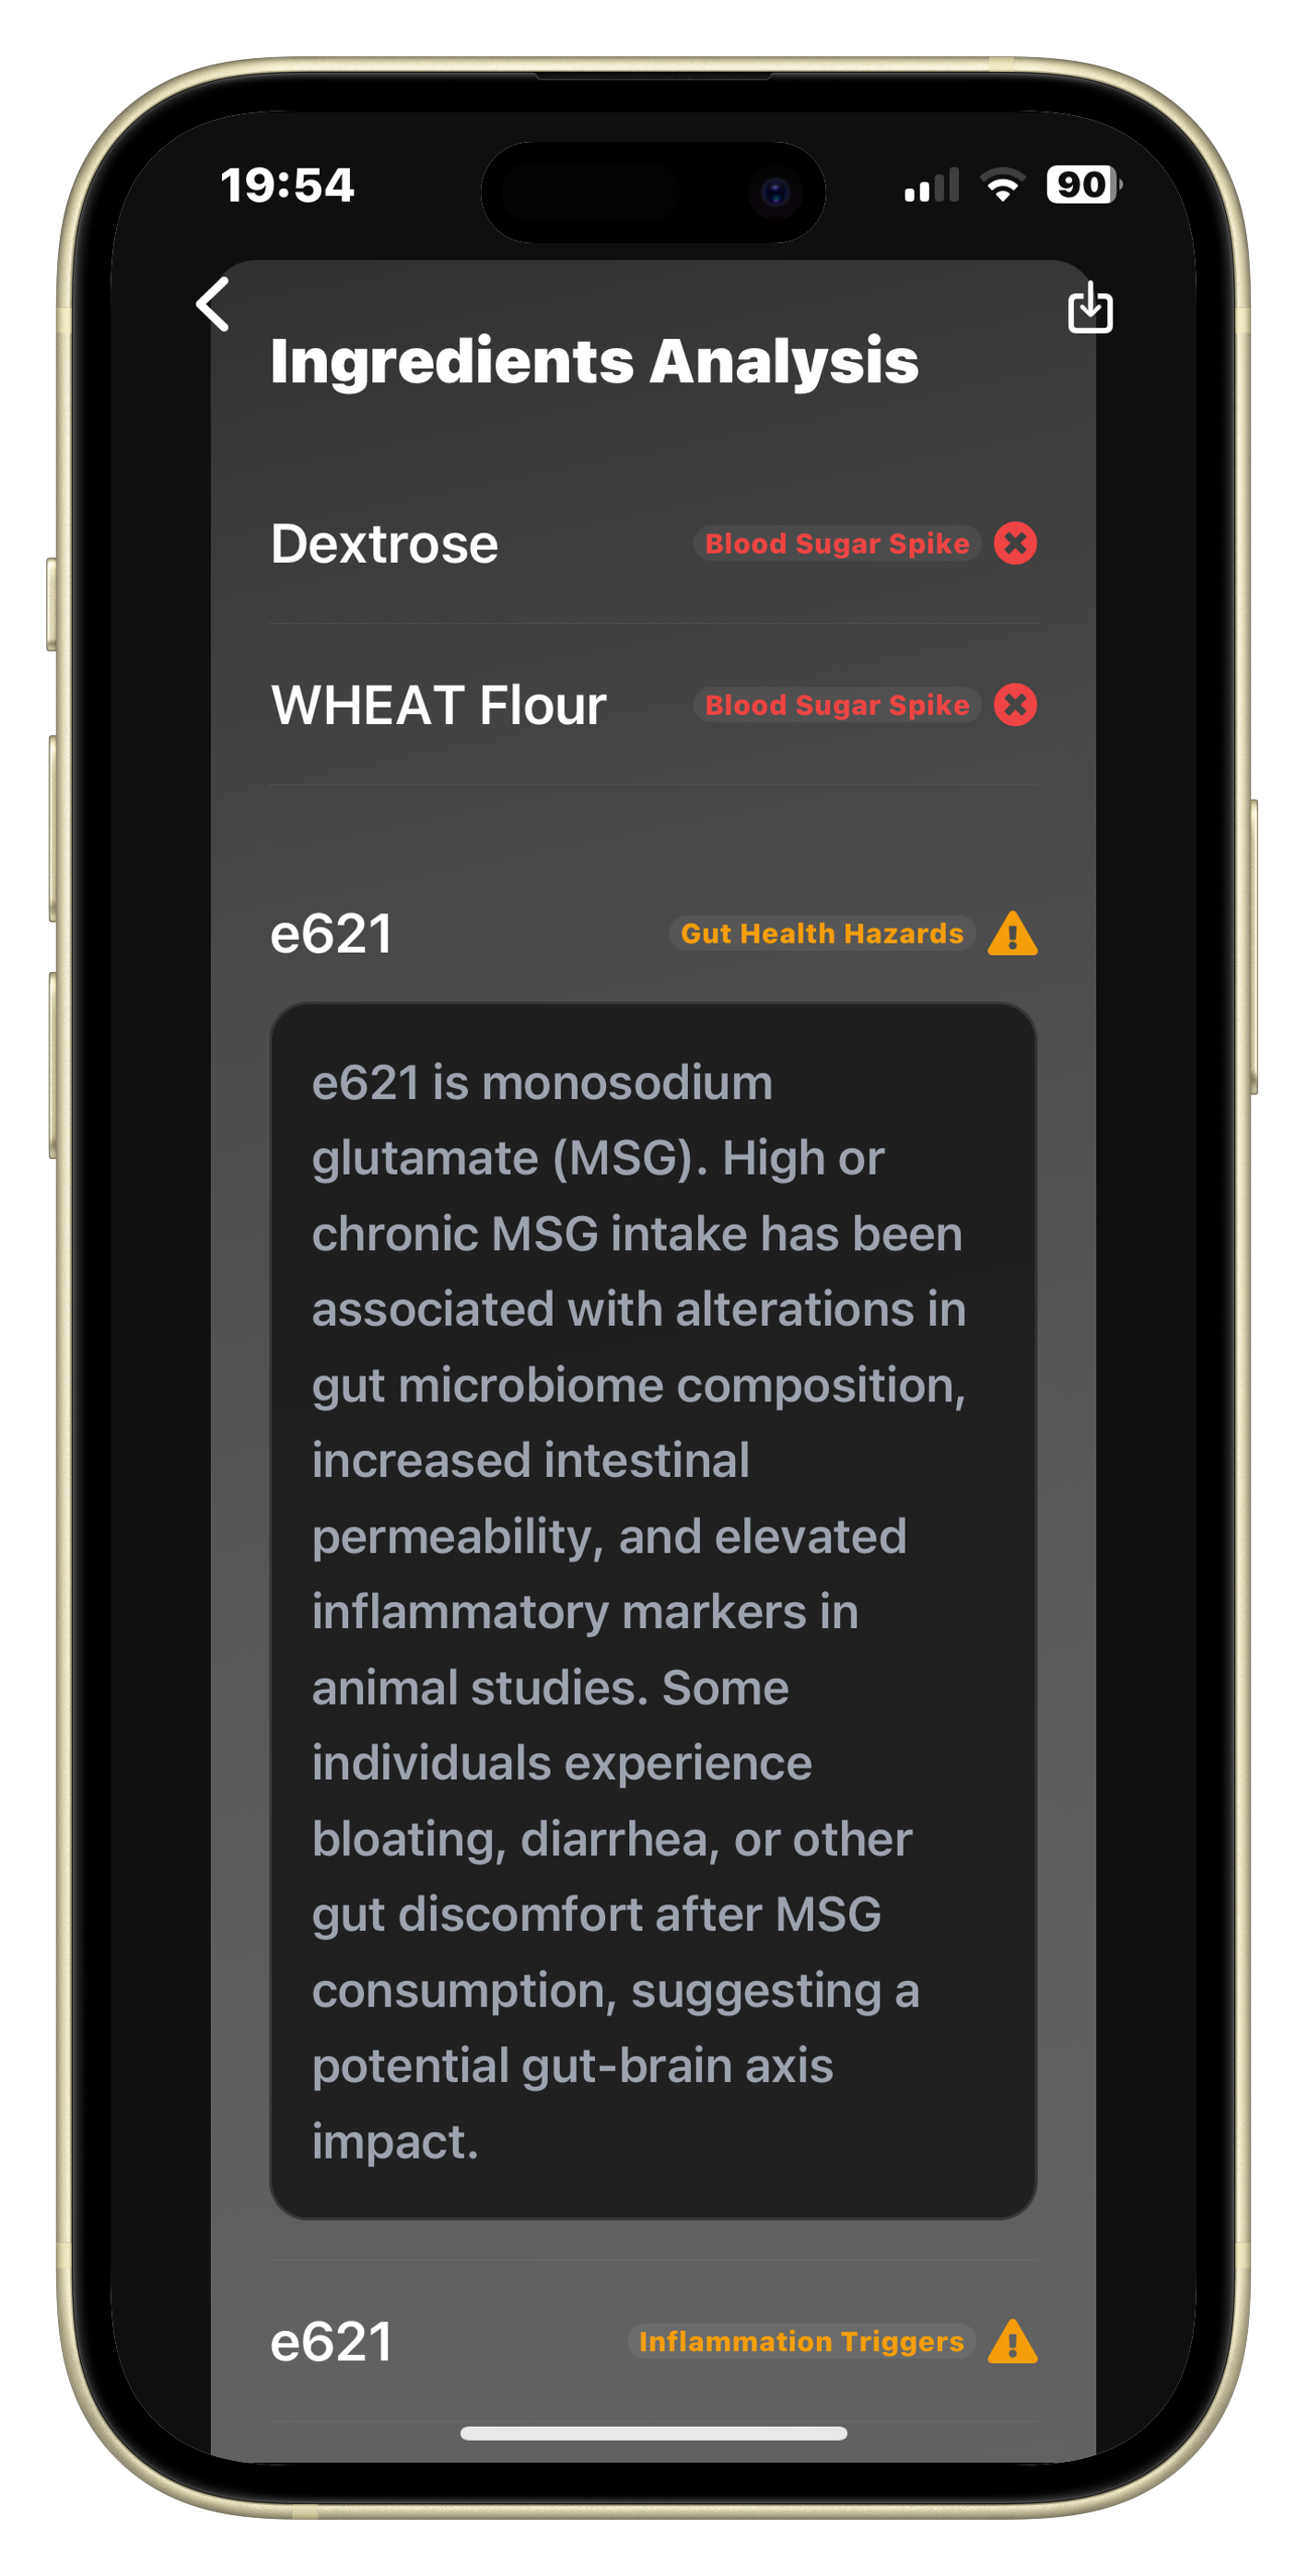 19:54
90
Ingredients Analysis
Dextrose Blood Sugar Spike
WHEAT Flour Blood Sugar Spike
e621 Gut Health Hazards
e621 is monosodium
glutamate (MSG). High or
chronic MSG intake has been
associated with alterations in
gut microbiome composition,
increased intestinal
permeability, and elevated
inflammatory markers in
animal studies. Some
individuals experience
bloating, diarrhea, or other
gut discomfort after MSG
consumption, suggesting a
potential gut-brain axis
impact.
e621 Inflammation Triggers